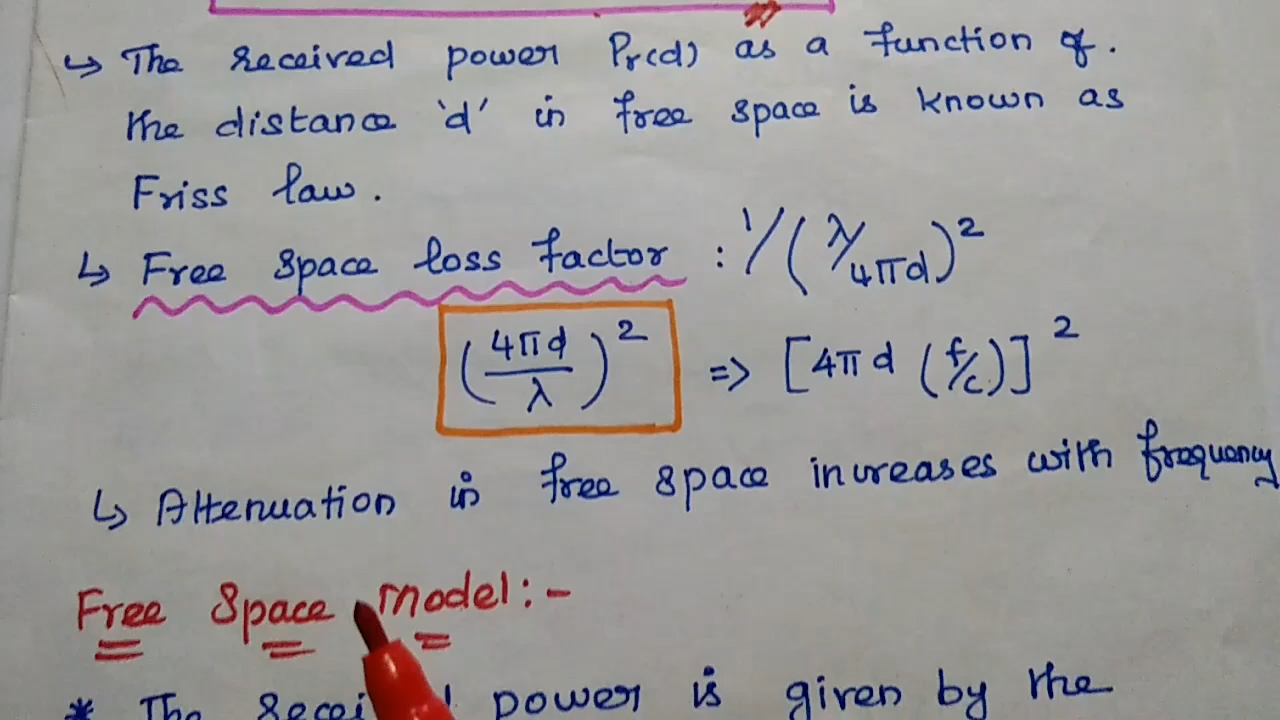 ↳ The received power Pr(d) as a function of.
the distance 'd' in free space is known as
Friss law.
↳ Free Space loss factor : 1/(λ/4πd)²
(4πd/λ)² => [4πd (f/c)]²
↳ Attenuation in free space increases with frequency
Free Space Model:-
* The power is given by the